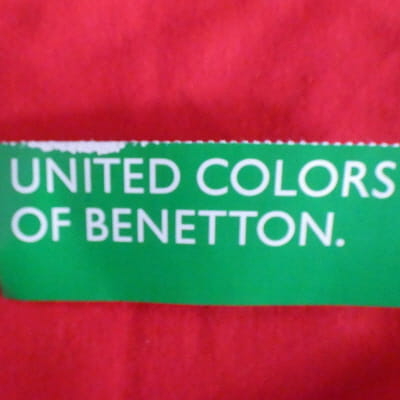 UNITED COLORS
OF BENETTON.